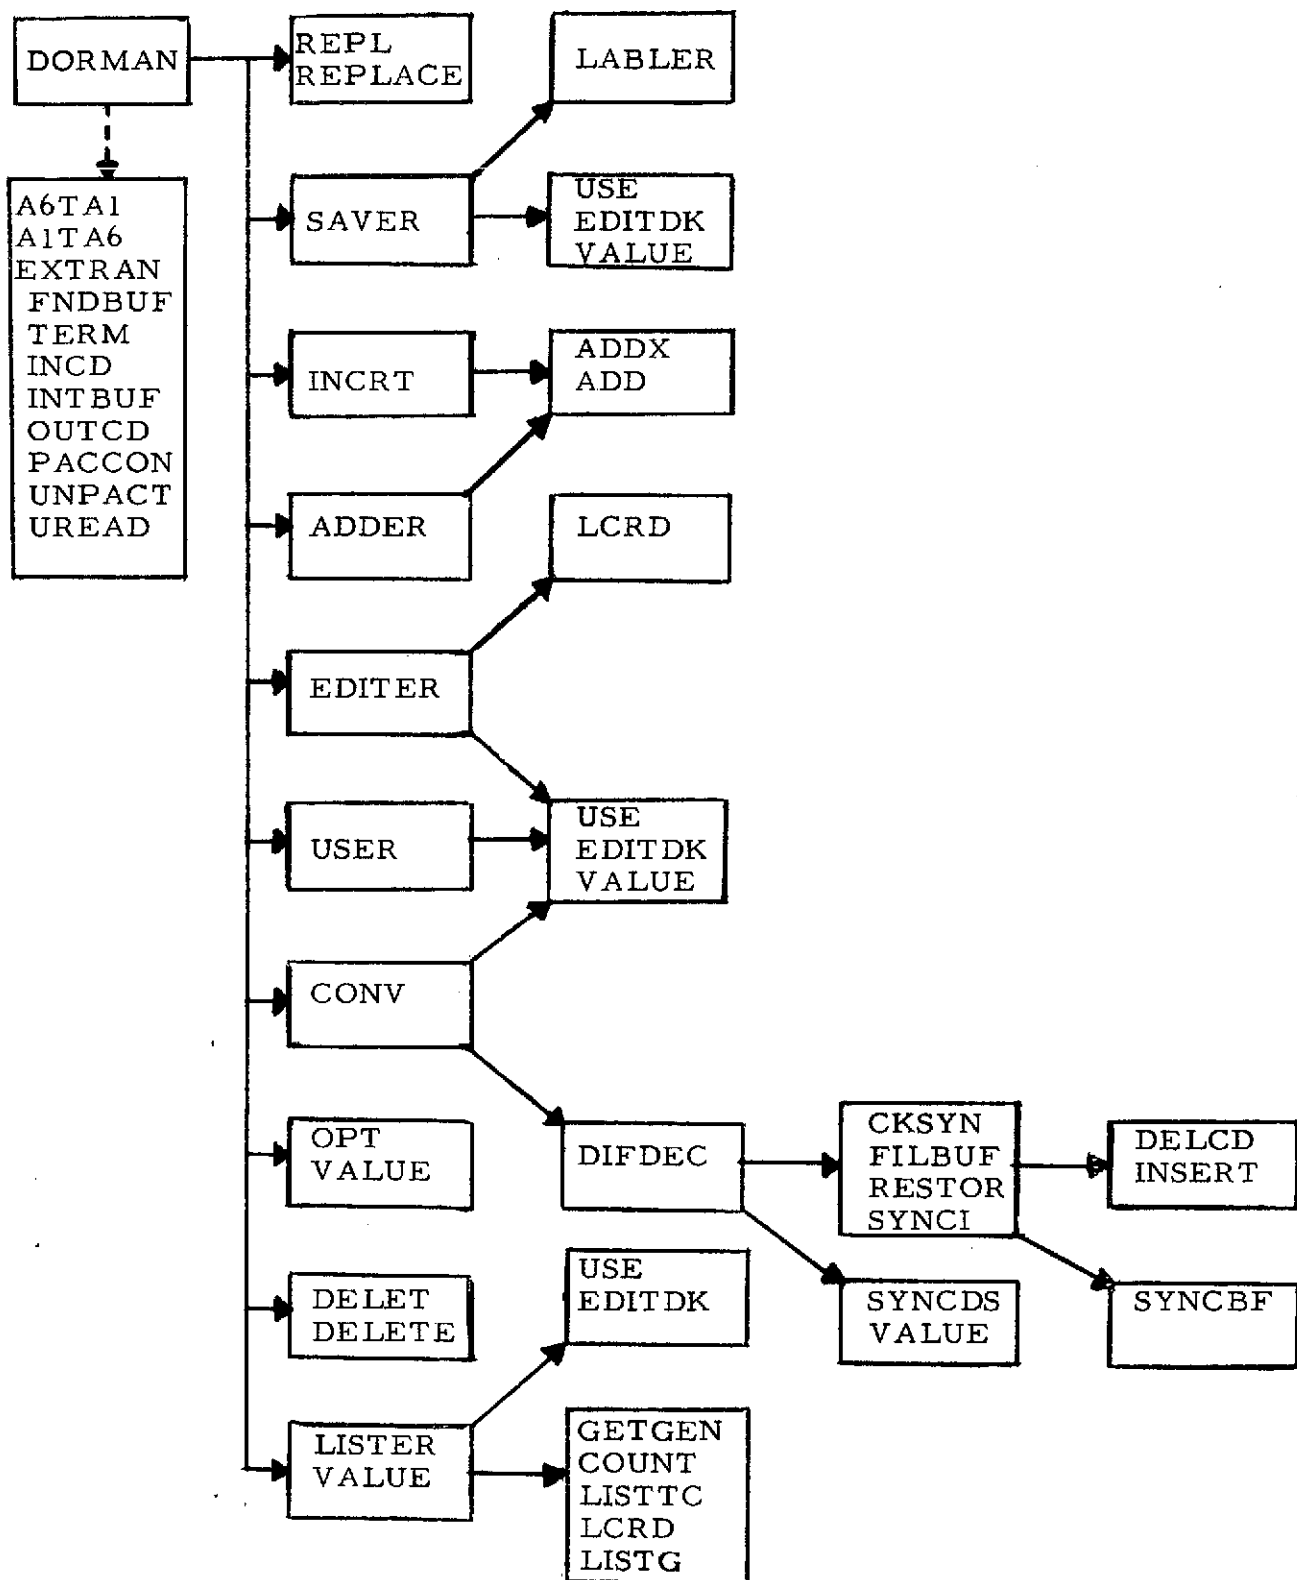 DORMAN
REPL
REPLACE
LABLER
A6TA1
A1TA6
EXTRAN
FNDBUF
TERM
INCD
INTBUF
OUTCD
PACCON
UNPACT
UREAD
SAVER
USE
EDITDK
VALUE
INCRT
ADDX
ADD
ADDER
LCRD
EDITER
USER
USE
EDITDK
VALUE
CONV
OPT
VALUE
DIFDEC
CKSYN
FILBUF
RESTOR
SYNCI
DELCD
INSERT
DELET
DELETE
USE
EDITDK
SYNCDS
VALUE
SYNCBF
LISTER
VALUE
GETGEN
COUNT
LISTTC
LCRD
LISTG